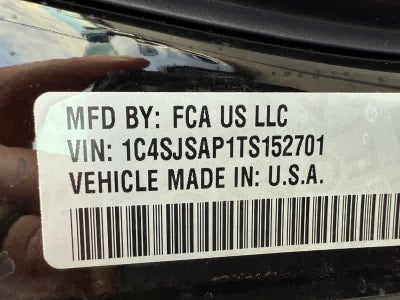 MFD BY: FCA US LLC
VIN: 1C4SJSAP1TS152701
VEHICLE MADE IN: U.S.A.